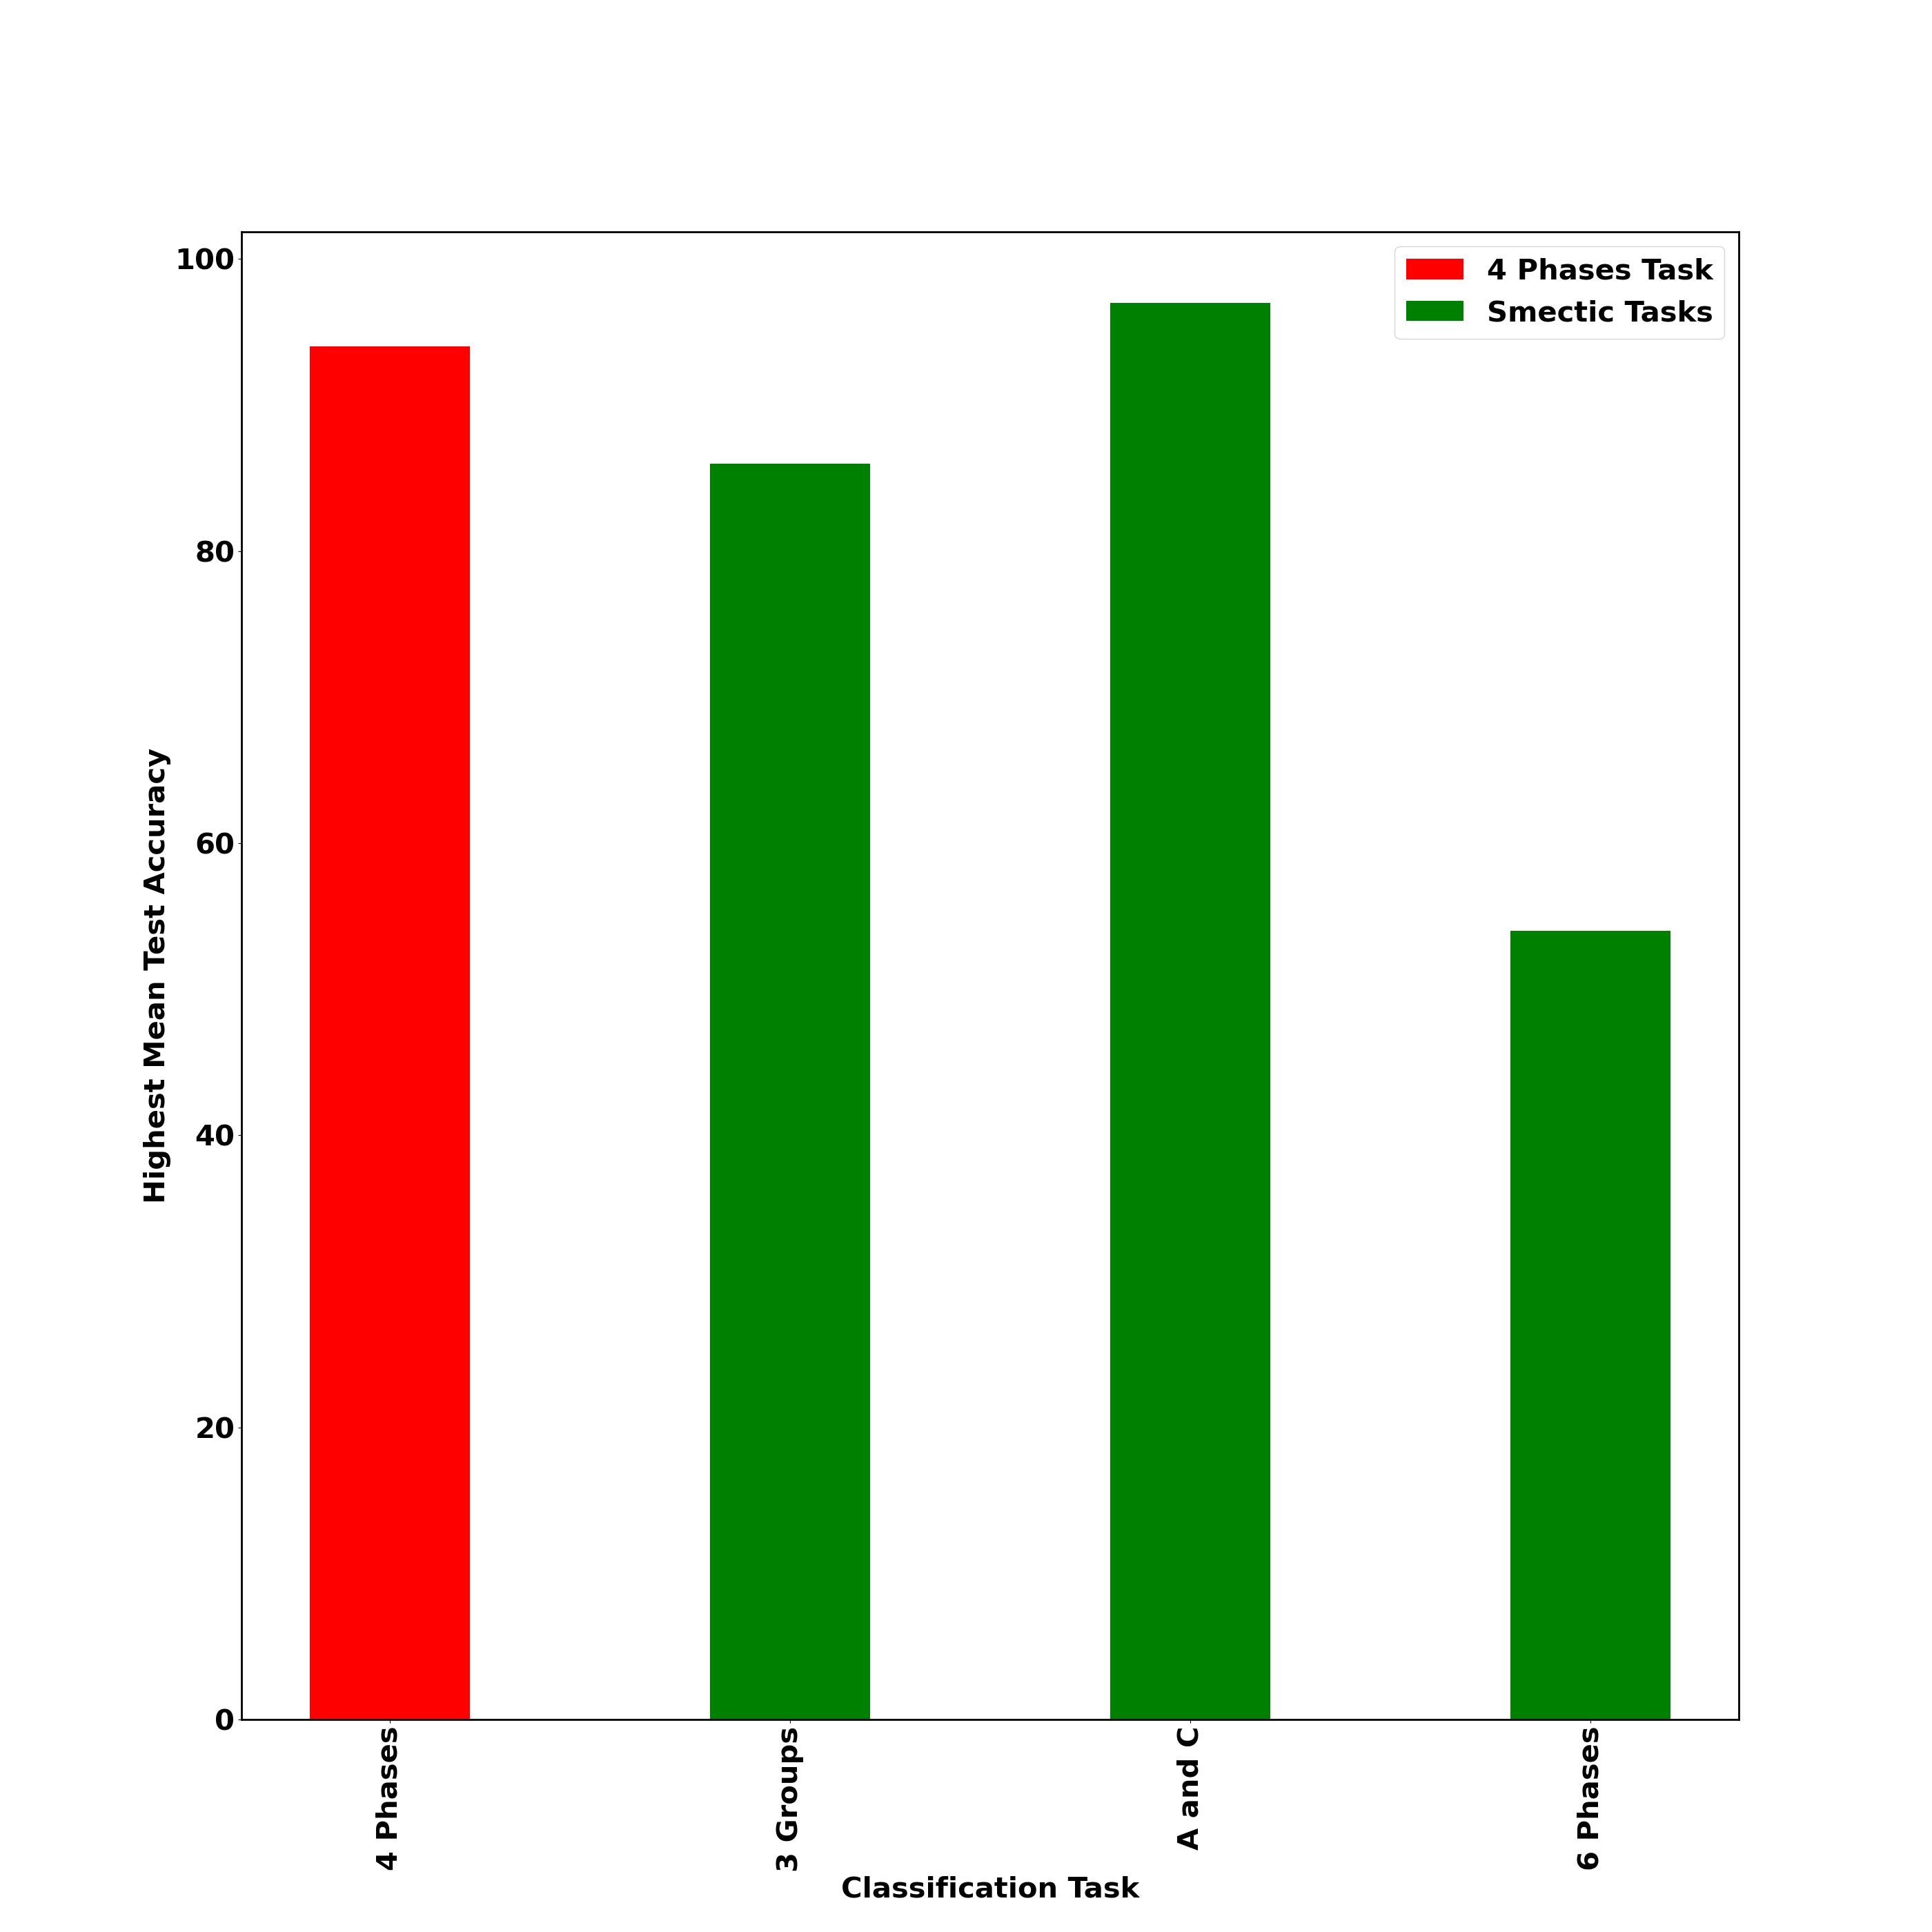 100
80
60
40
20
0
Highest Mean Test Accuracy
4 Phases Task
Smectic Tasks
4 Phases
3 Groups
A and C
6 Phases
Classification Task